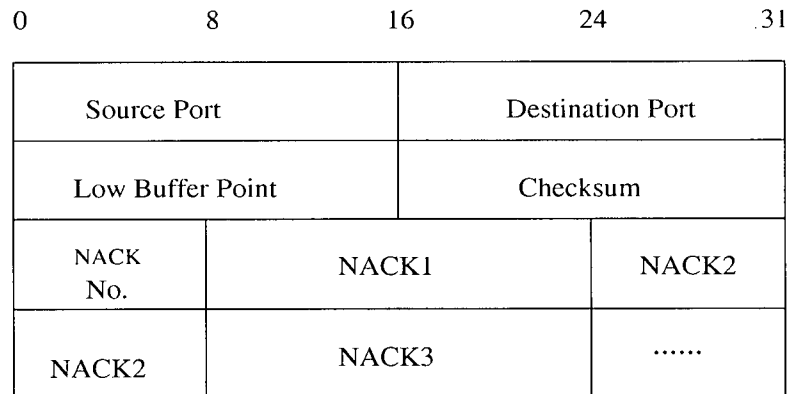 0 8 16 24 31
Source Port Destination Port
Low Buffer Point Checksum
NACK
No.
NACK1 NACK2
NACK2 NACK3 ......